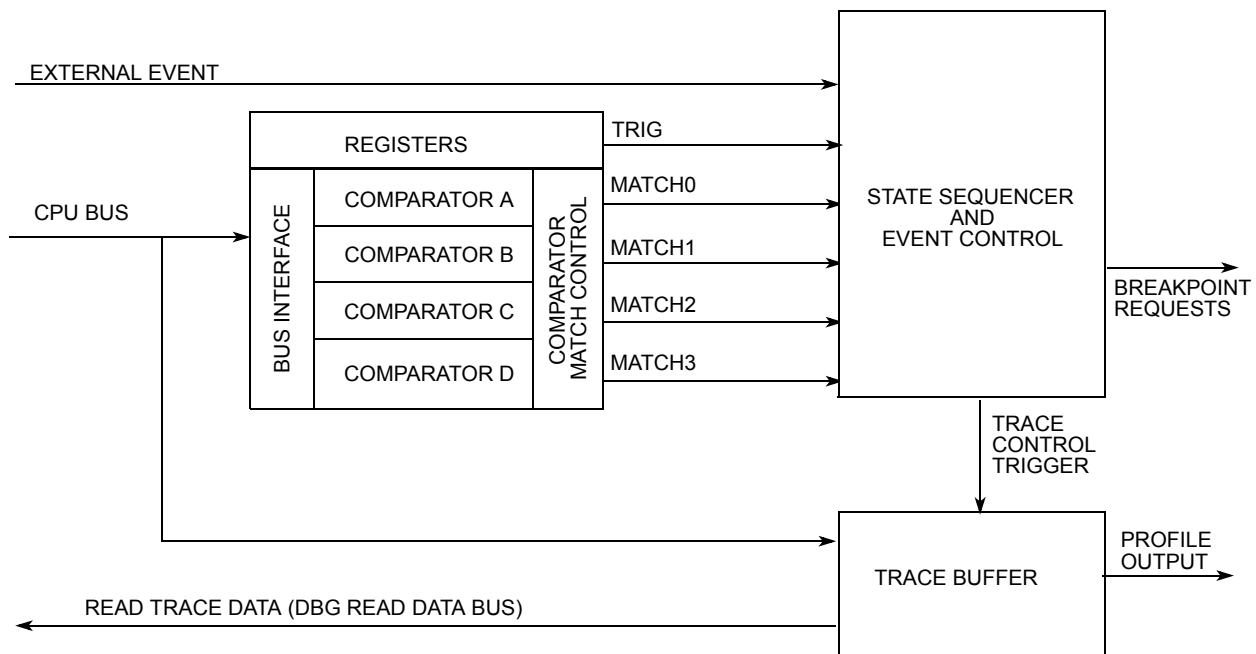 EXTERNAL EVENT
TRIG
REGISTERS
MATCH0
COMPARATOR A
CPU BUS
BUS INTERFACE
COMPARATOR
MATCH CONTROL
STATE SEQUENCER
AND
EVENT CONTROL
MATCH1
COMPARATOR B
BREAKPOINT
REQUESTS
MATCH2
COMPARATOR C
MATCH3
COMPARATOR D
TRACE
CONTROL
TRIGGER
PROFILE
OUTPUT
TRACE BUFFER
READ TRACE DATA (DBG READ DATA BUS)